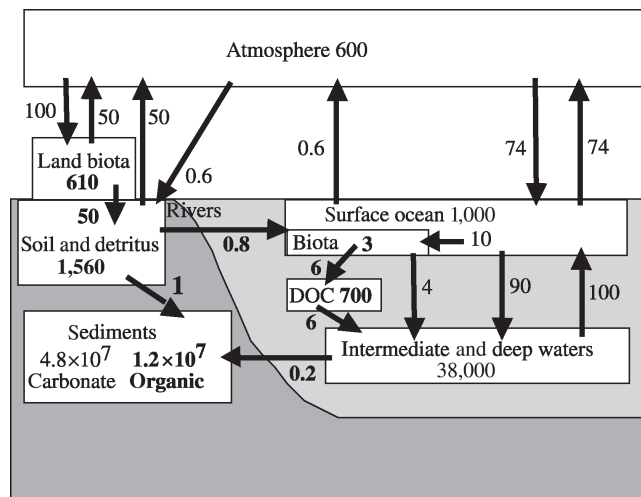 Atmosphere 600
100
50
50
0.6
0.6
74
74
Land biota
610
50
Rivers
Soil and detritus
1,560
0.8
Surface ocean 1,000
Biota
3
10
6
DOC 700
6
4
90
100
1
Sediments
4.8×10⁷ 1.2×10⁷
Carbonate Organic
0.2
Intermediate and deep waters
38,000